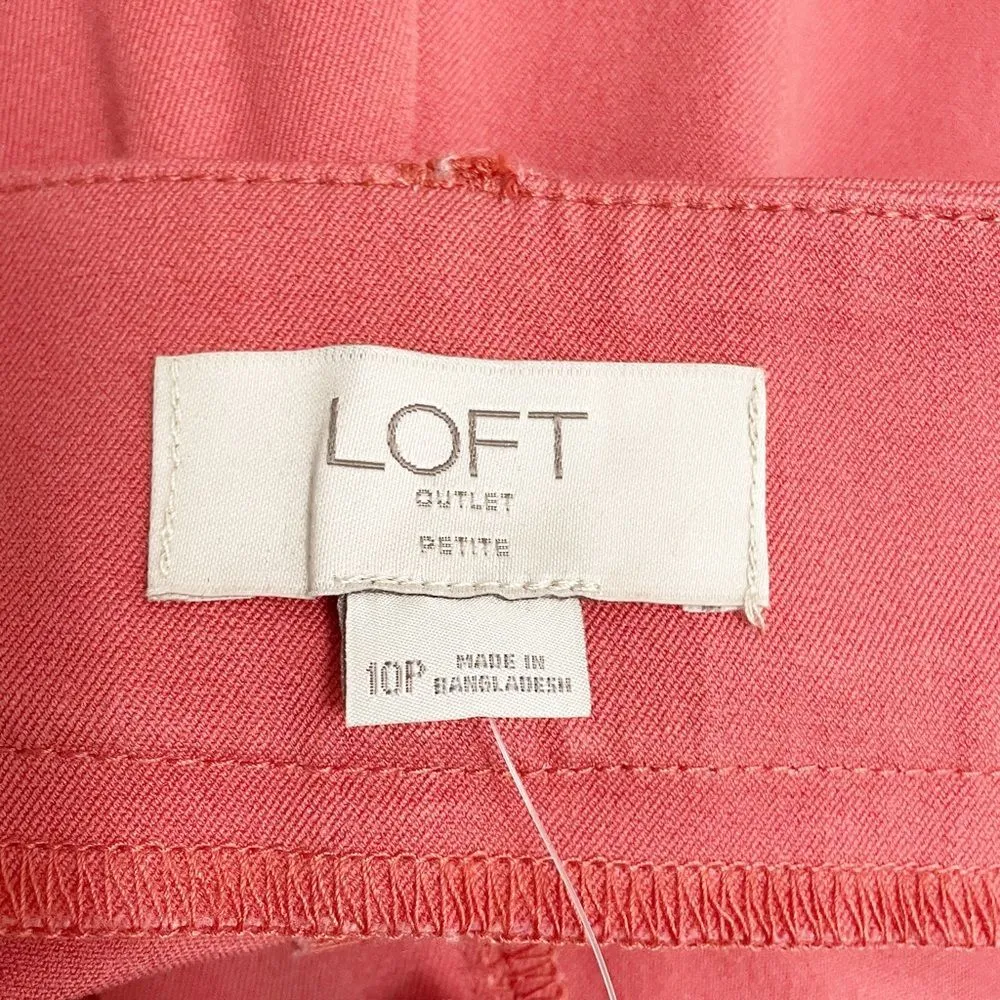 LOFT
OUTLET
PETITE
10P MADE IN
BANGLADESH